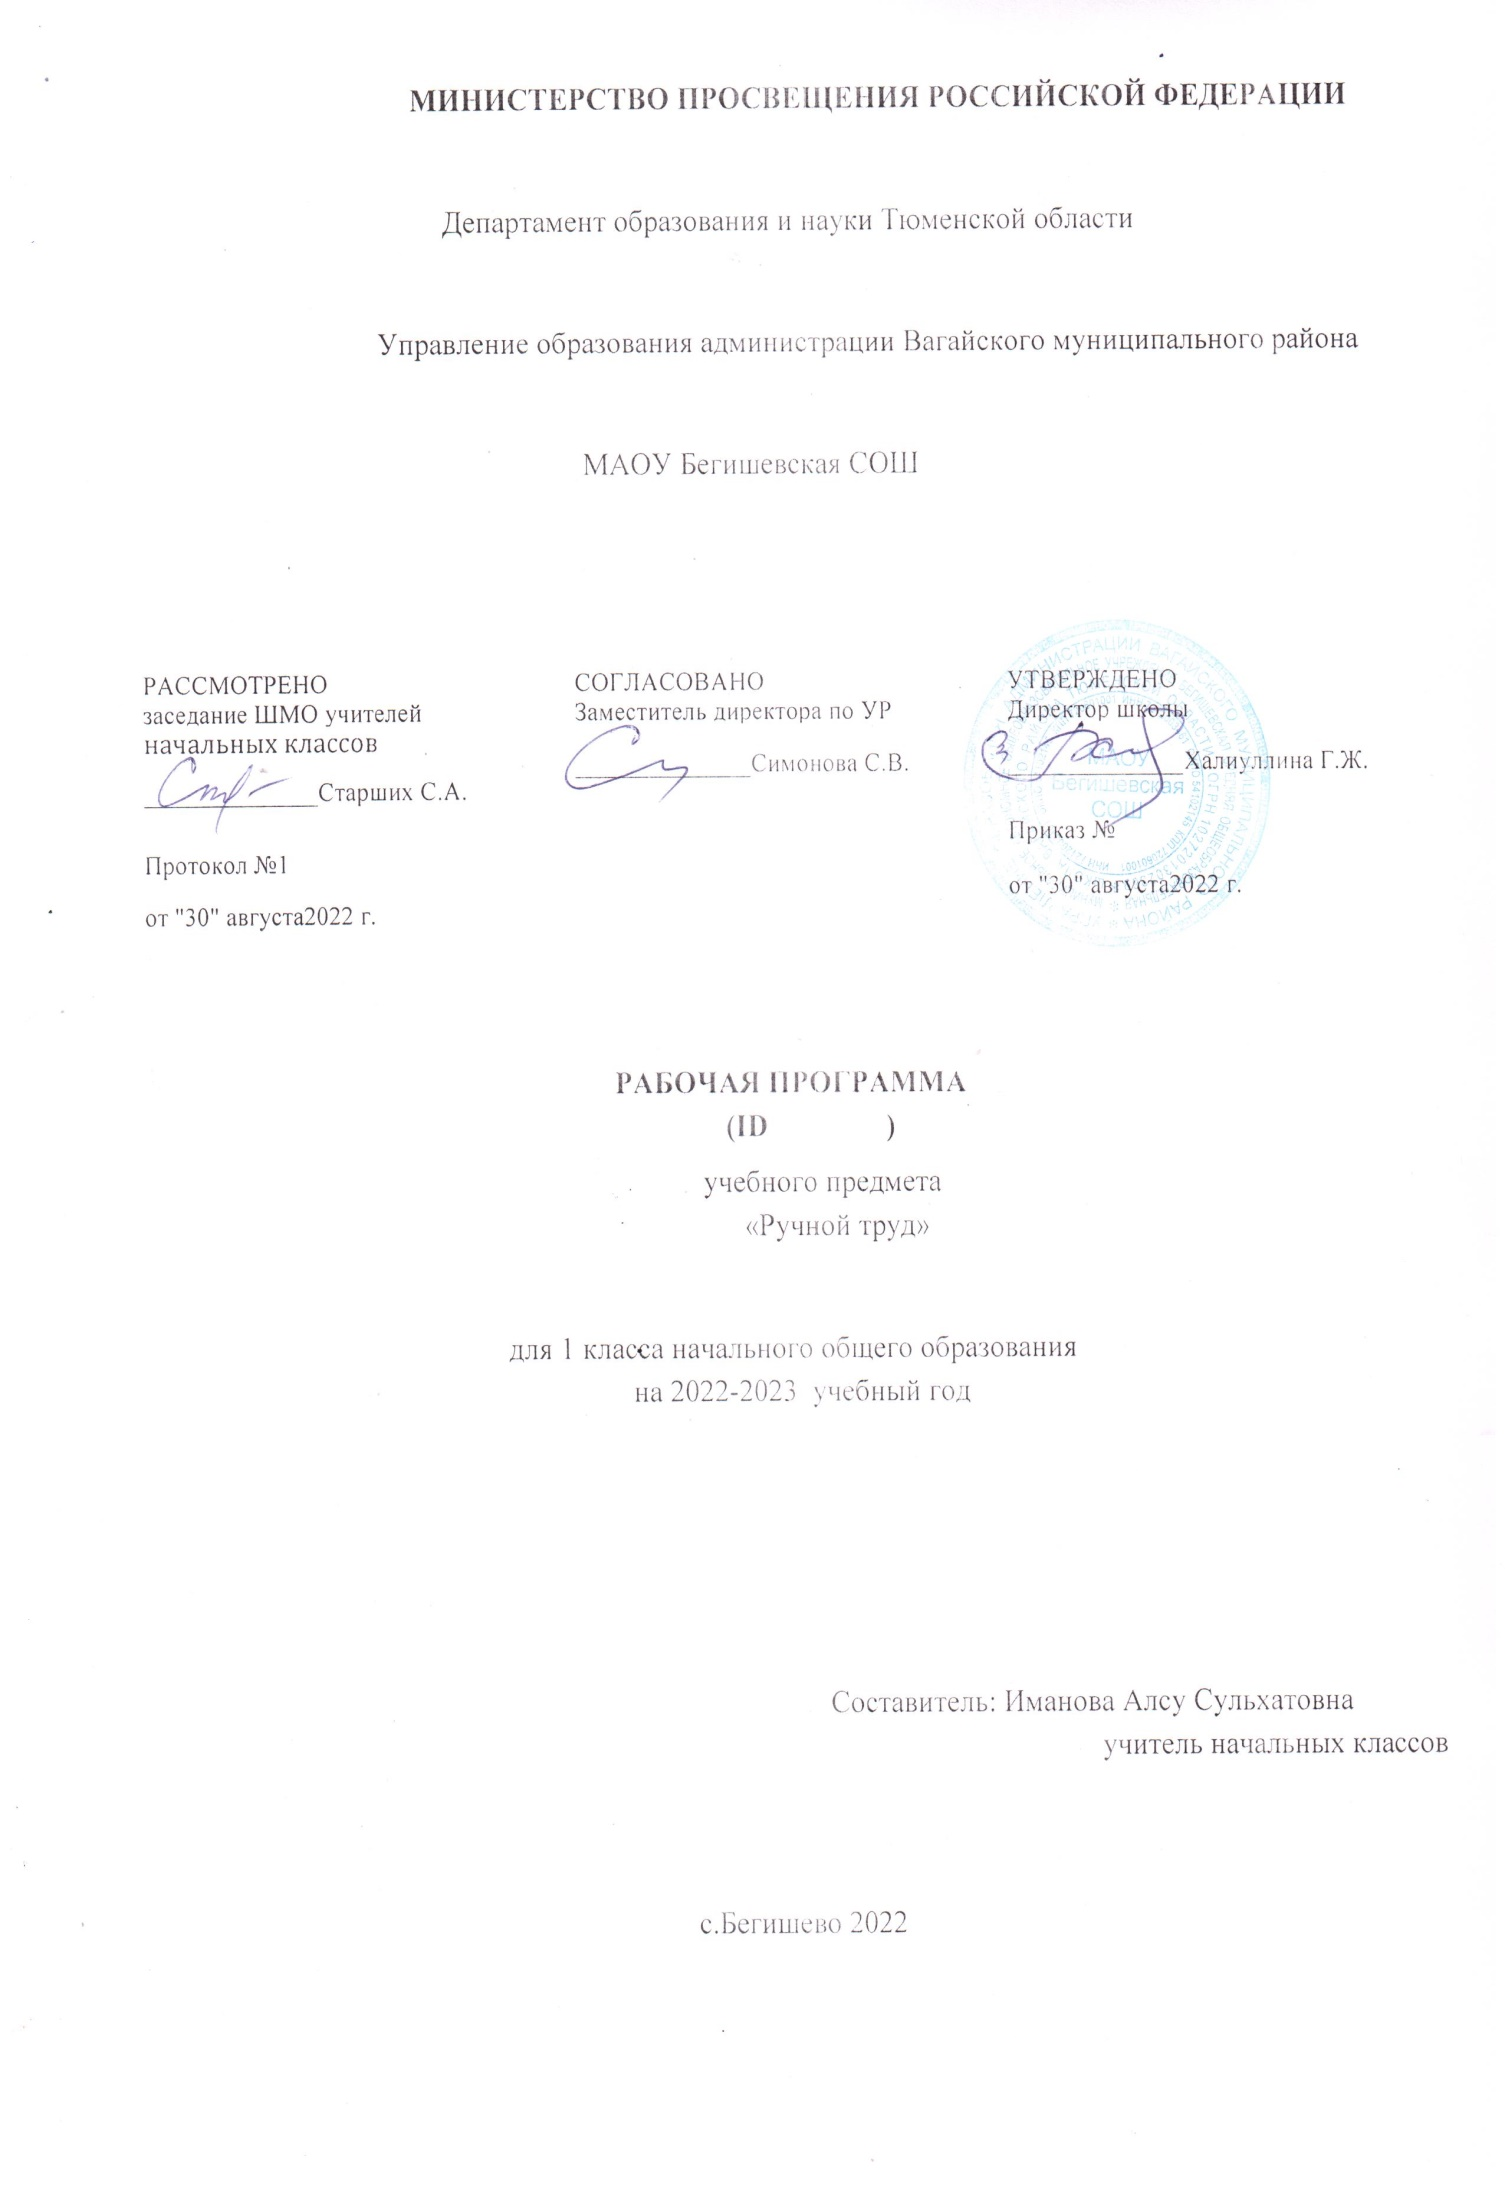 МИНИСТЕРСТВО ПРОСВЕЩЕНИЯ РОССИЙСКОЙ ФЕДЕРАЦИИ
Департамент образования и науки Тюменской области
Управление образования администрации Вагайского муниципального района
МАОУ Бегишевская СОШ
РАССМОТРЕНО
заседание ШМО учителей
начальных классов
Старших С.А.
Протокол №1
от "30" августа2022 г.
СОГЛАСОВАНО
Заместитель директора по УР
Симонова С.В.
УТВЕРЖДЕНО
Директор школы
Халиуллина Г.Ж.
Приказ №
от "30" августа2022 г.
МАОУ
Бегишевская
СОШ
РАБОЧАЯ ПРОГРАММА
(ID )
учебного предмета
«Ручной труд»
для 1 класса начального общего образования
на 2022-2023 учебный год
Составитель: Иманова Алсу Сульхатовна
учитель начальных классов
с.Бегишево 2022